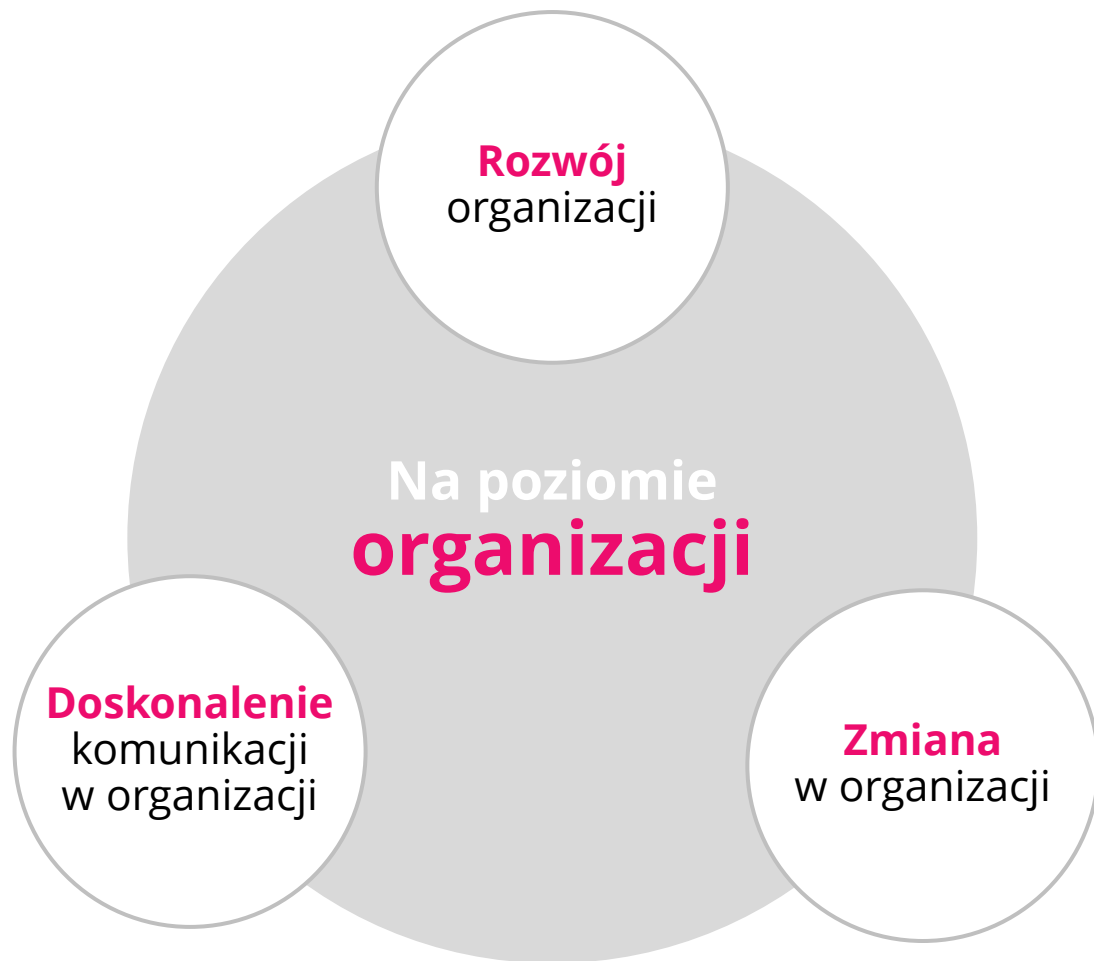 Rozwój
organizacji
Na poziomie
organizacji
Doskonalenie
komunikacji
w organizacji
Zmiana
w organizacji